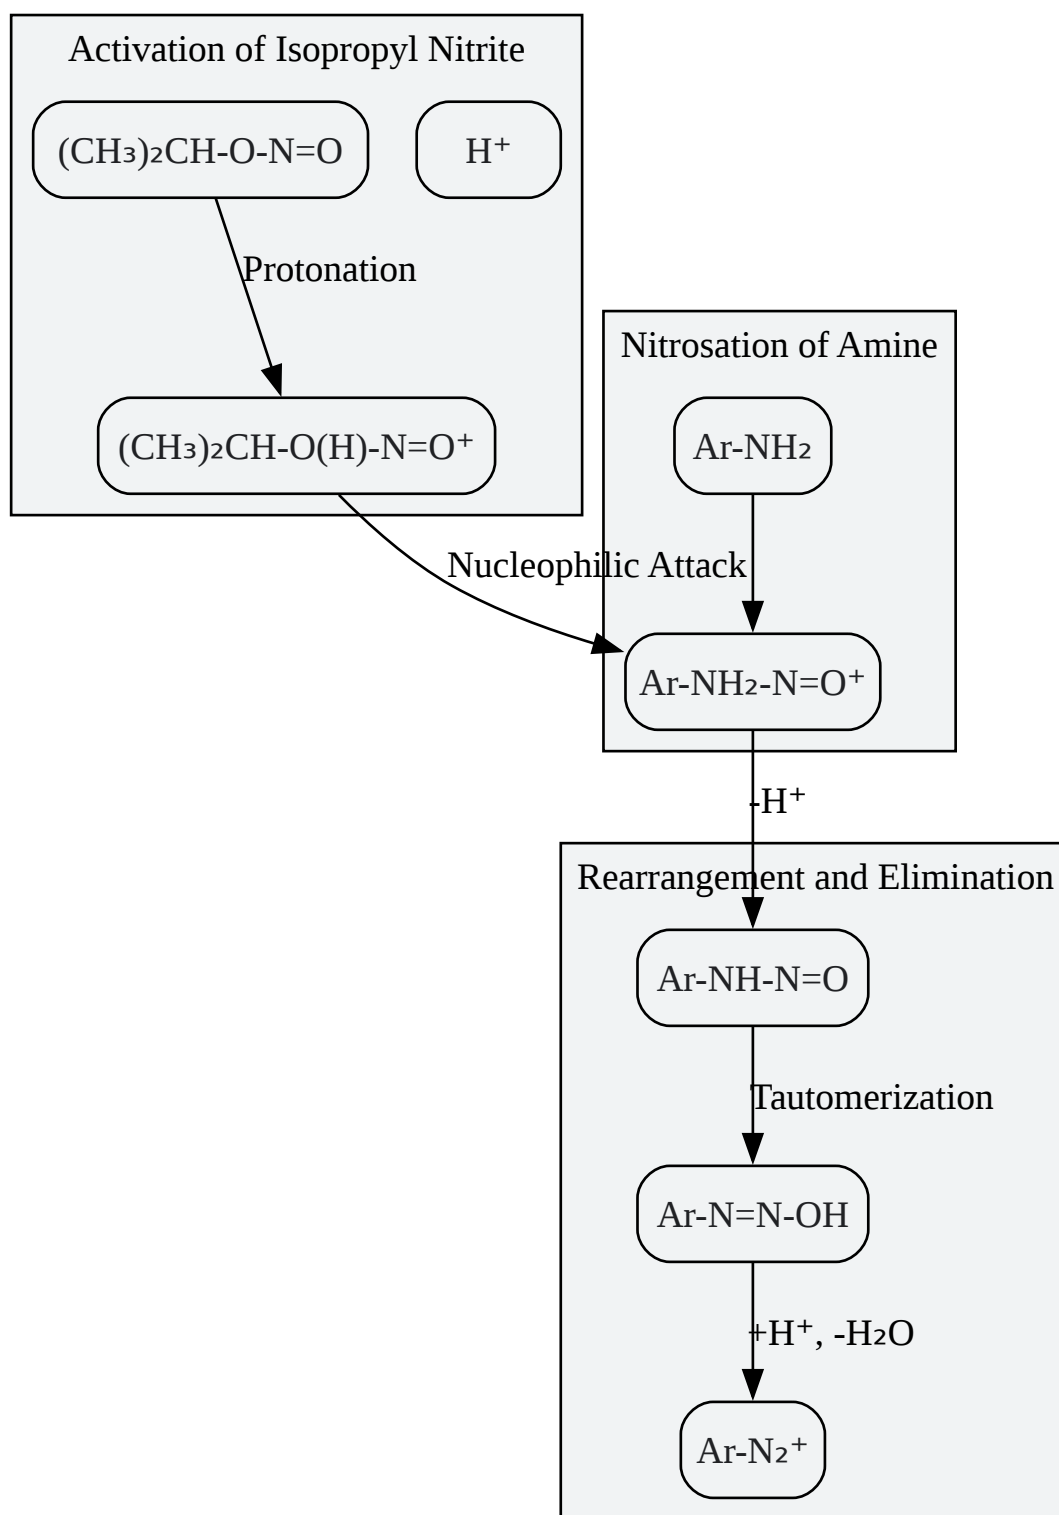 Activation of Isopropyl Nitrite
(CH₃)₂CH-O-N=O
H⁺
Protonation
(CH₃)₂CH-O(H)-N=O⁺
Nitrosation of Amine
Ar-NH₂
Nucleophilic Attack
Ar-NH₂-N=O⁺
-H⁺
Rearrangement and Elimination
Ar-NH-N=O
Tautomerization
Ar-N=N-OH
+H⁺, -H₂O
Ar-N₂⁺